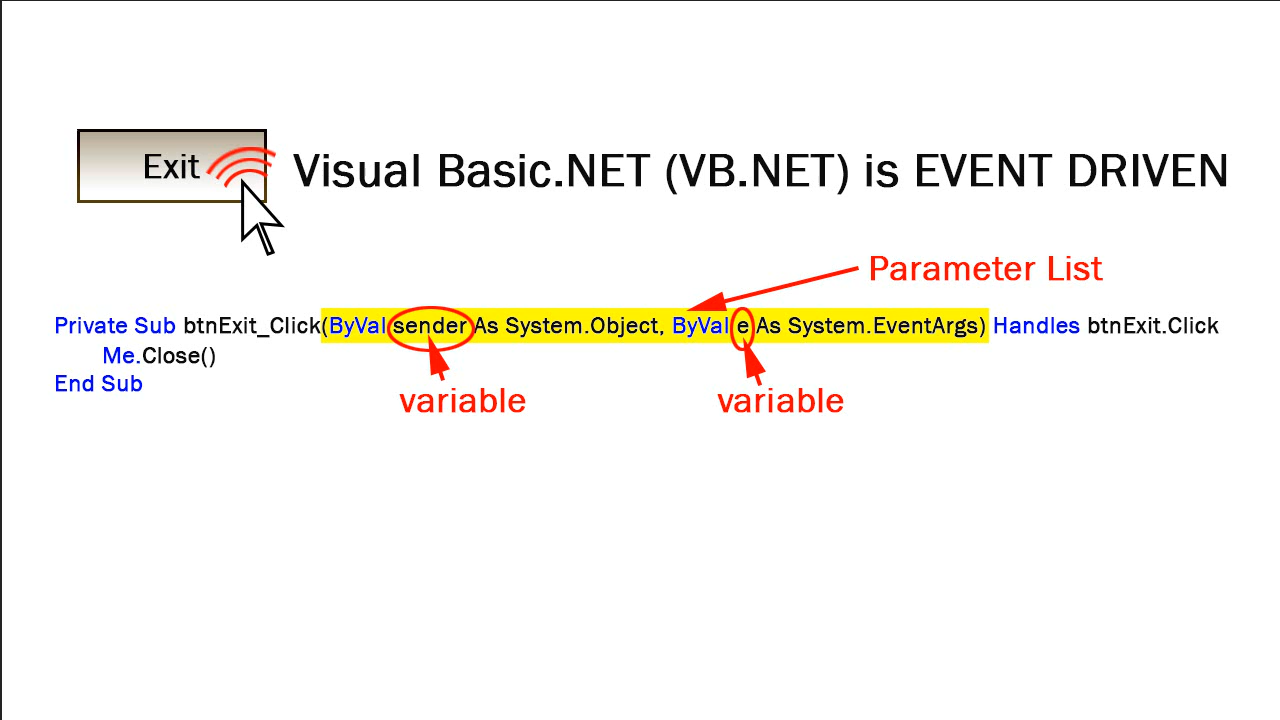 Exit
Visual Basic.NET (VB.NET) is EVENT DRIVEN
Parameter List
Private Sub btnExit_Click(ByVal sender As System.Object, ByVal e As System.EventArgs) Handles btnExit.Click
Me.Close()
End Sub
variable
variable